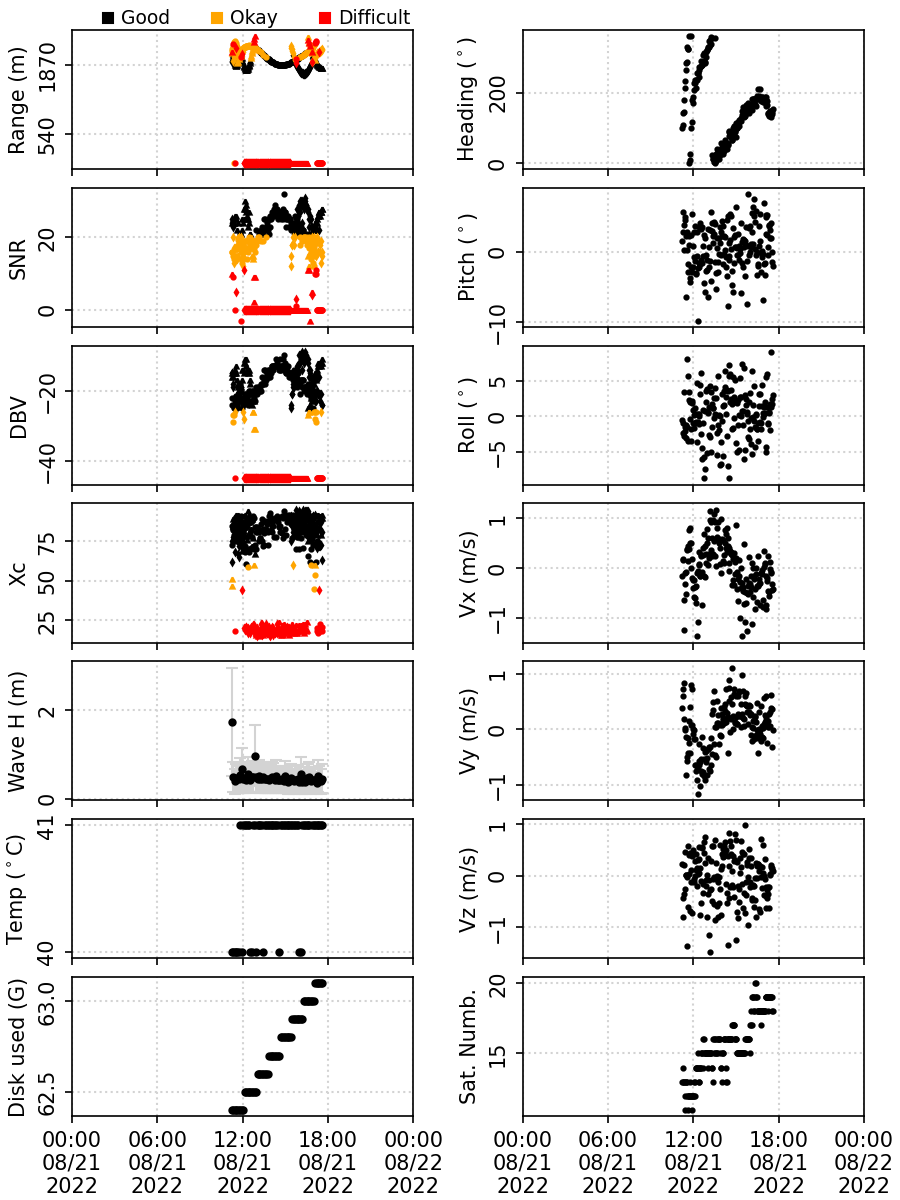 Good Okay Difficult
Range (m)
1870
540
Heading (°)
200
0
SNR
20
0
Pitch (°)
0
−10
DBV
−20
−40
Roll (°)
5
0
−5
Xc
75
50
25
Vx (m/s)
1
0
−1
Wave H (m)
2
0
Vy (m/s)
1
0
−1
Temp (°C)
41
40
Vz (m/s)
1
0
−1
Disk used (G)
63.0
62.5
Sat. Numb.
20
15
00:00 06:00 12:00 18:00 00:00
08/21 08/21 08/21 08/21 08/22
2022 2022 2022 2022 2022
00:00 06:00 12:00 18:00 00:00
08/21 08/21 08/21 08/21 08/22
2022 2022 2022 2022 2022